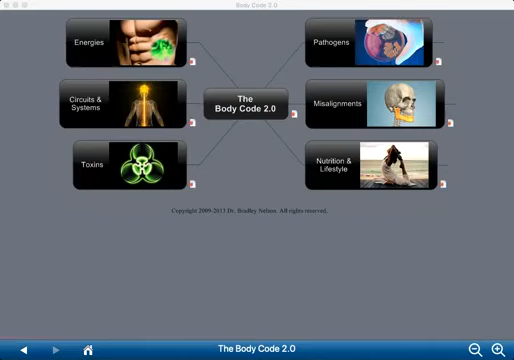 The Body Code 2.0
Energies
Pathogens
Circuits &
Systems
The
Body Code 2.0
Misalignments
Toxins
Nutrition &
Lifestyle
Copyright 2009-2013 Dr. Bradley Nelson. All rights reserved.
The Body Code 2.0